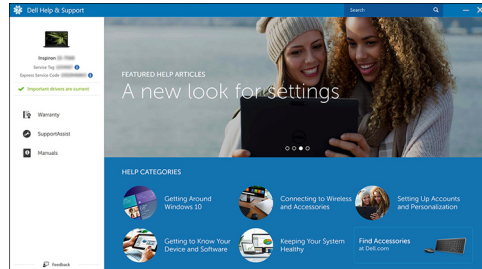 Dell Help & Support
Search
Inspiron
Service Tag
Express Service Code
Important drivers are current
Warranty
SupportAssist
Manuals
Feedback
FEATURED HELP ARTICLES
A new look for settings
HELP CATEGORIES
Getting Around
Windows 10
Connecting to Wireless
and Accessories
Setting Up Accounts
and Personalization
Getting to Know Your
Device and Software
Keeping Your System
Healthy
Find Accessories
at Dell.com